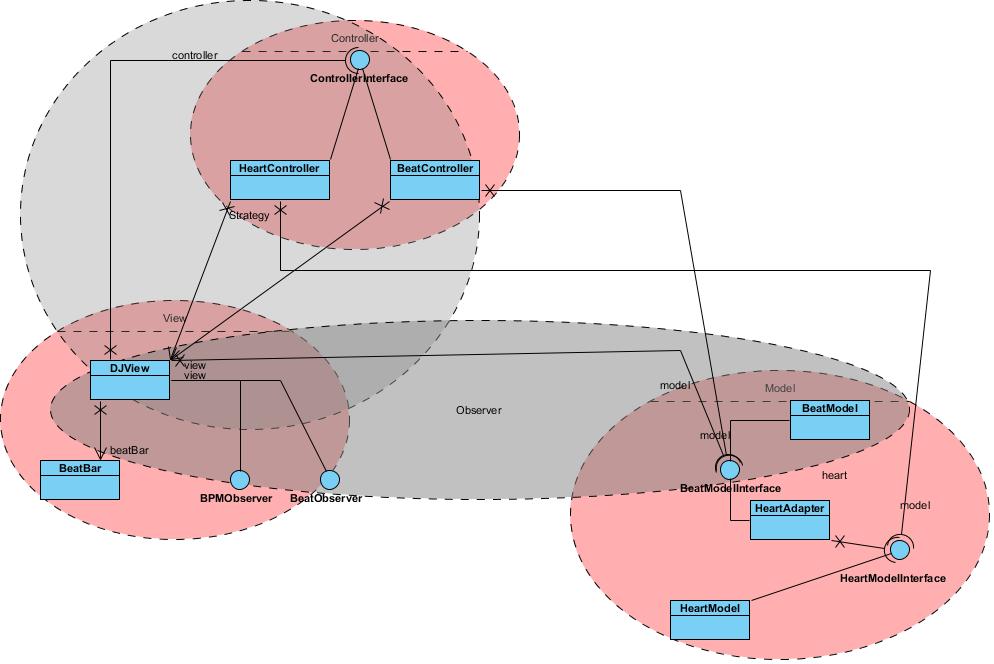 Controller
controller
ControllerInterface
HeartController
BeatController
Strategy
View
DJView
view
view
model
Model
BeatModel
Observer
model
beatBar
BeatBar
heart
BPMObserver
BeatObserver
BeatModelInterface
HeartAdapter
model
HeartModelInterface
HeartModel